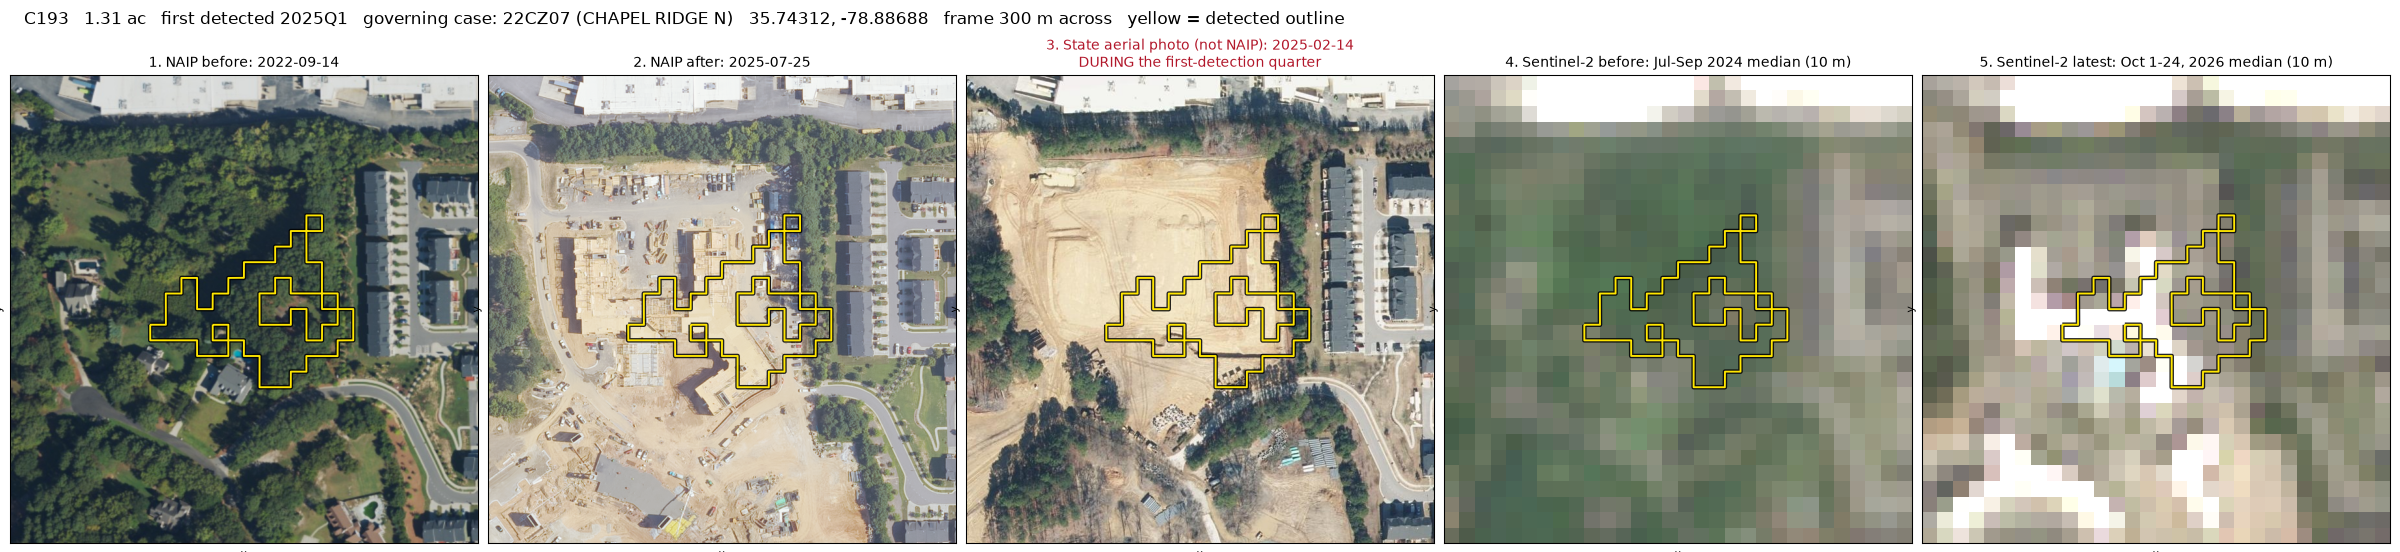 C193   1.31 ac   first detected 2025Q1   governing case: 22CZ07 (CHAPEL RIDGE N)   35.74312, -78.88688   frame 300 m across   yellow = detected outline
1. NAIP before: 2022-09-14
2. NAIP after: 2025-07-25
3. State aerial photo (not NAIP): 2025-02-14
DURING the first-detection quarter
4. Sentinel-2 before: Jul-Sep 2024 median (10 m)
5. Sentinel-2 latest: Oct 1-24, 2026 median (10 m)